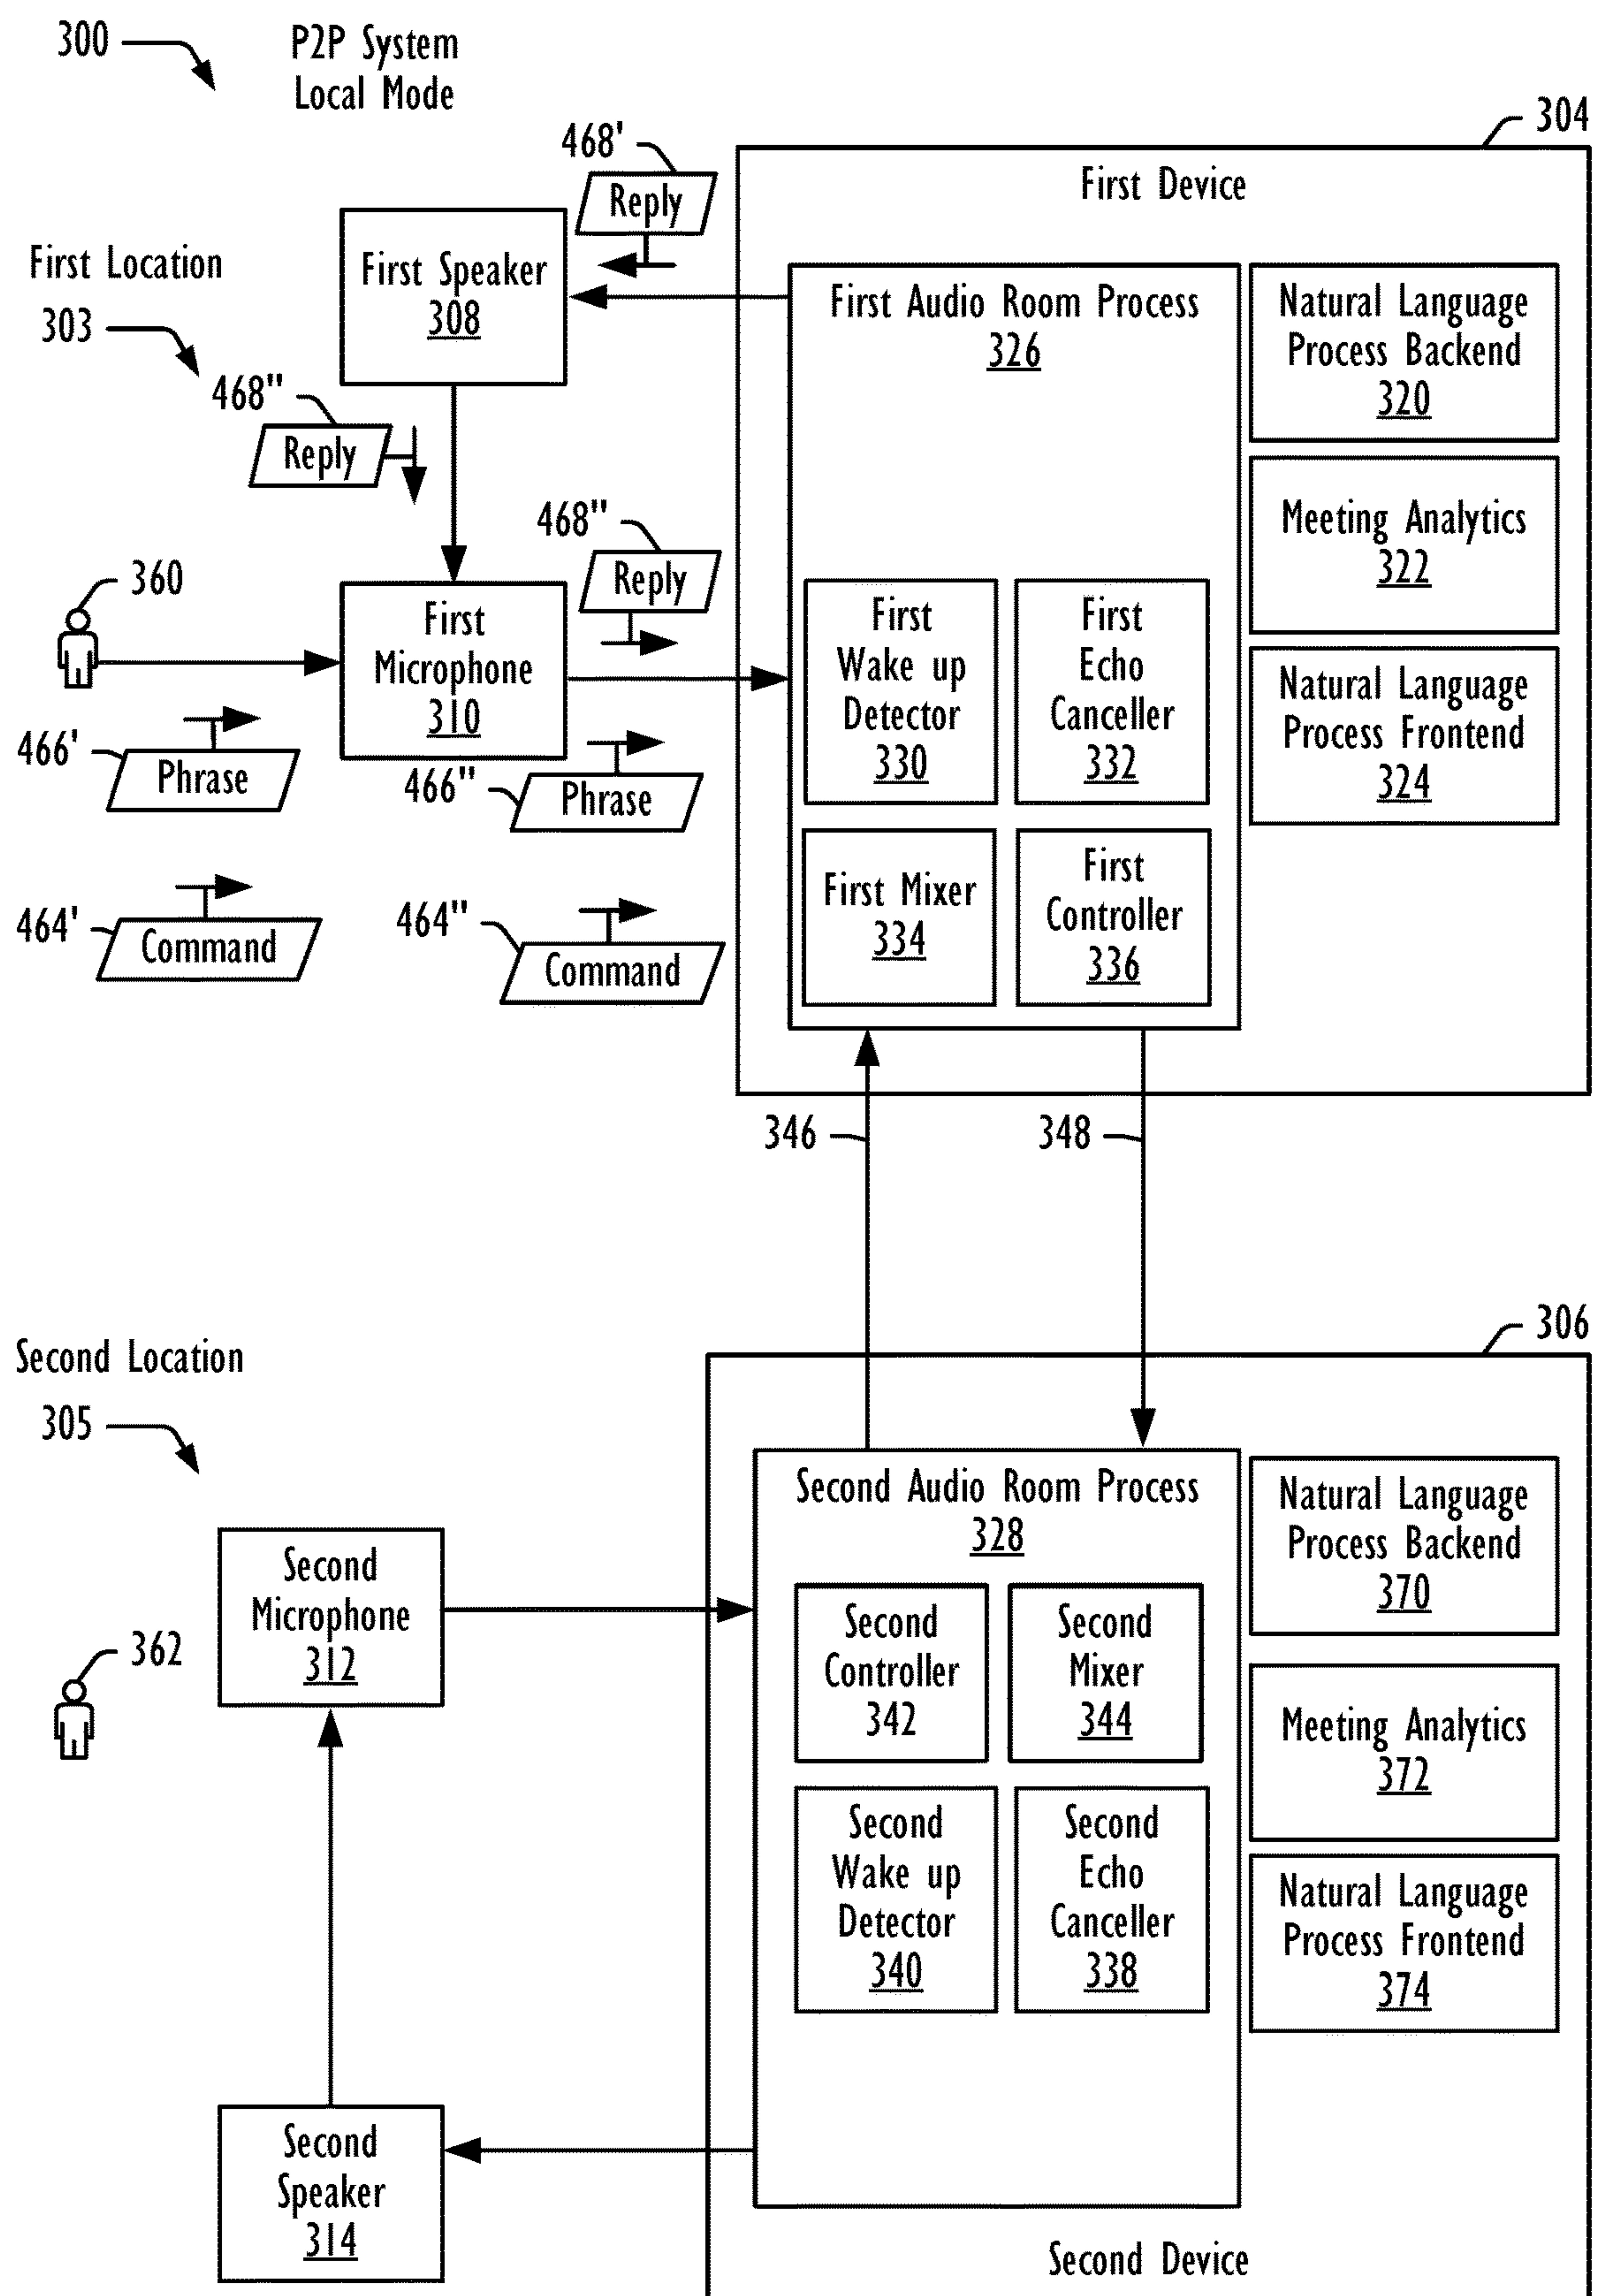 300
P2P System
Local Mode
304
468'
Reply
First Device
First Location
303
First Speaker
308
First Audio Room Process
326
Natural Language
Process Backend
320
468"
Reply
Meeting Analytics
322
468"
Reply
360
First
Microphone
310
First
Wake up
Detector
330
First
Echo
Canceller
332
Natural Language
Process Frontend
324
466'
Phrase
466"
Phrase
First Mixer
334
First
Controller
336
464'
Command
464"
Command
346
348
306
Second Location
305
Second Audio Room Process
328
Natural Language
Process Backend
370
Second
Microphone
312
362
Second
Controller
342
Second
Mixer
344
Meeting Analytics
372
Second
Wake up
Detector
340
Second
Echo
Canceller
338
Natural Language
Process Frontend
374
Second
Speaker
314
Second Device